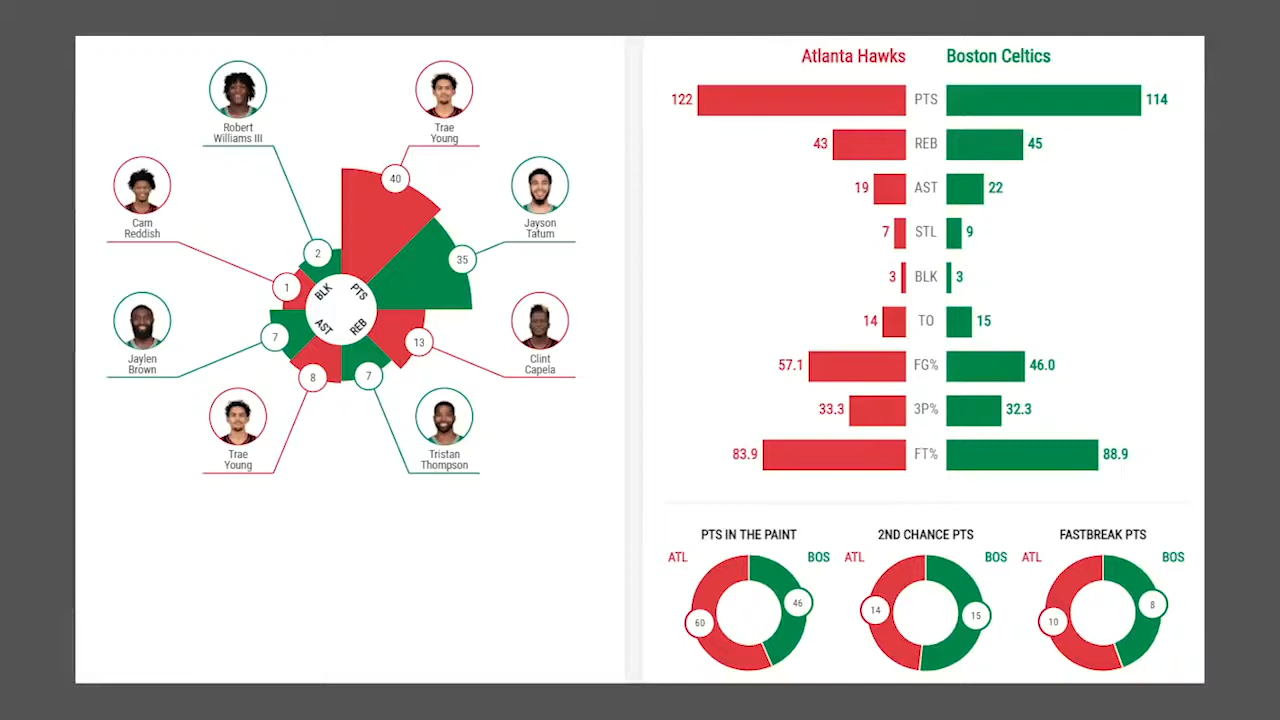 Robert
Williams III
Trae
Young
Cam
Reddish
Jayson
Tatum
Jaylen
Brown
Clint
Capela
Trae
Young
Tristan
Thompson
40
35
13
7
8
7
1
2
PTS
REB
AST
BLK
Atlanta Hawks Boston Celtics
122 PTS 114
43 REB 45
19 AST 22
7 STL 9
3 BLK 3
14 TO 15
57.1 FG% 46.0
33.3 3P% 32.3
83.9 FT% 88.9
PTS IN THE PAINT
ATL BOS
60 46
2ND CHANCE PTS
ATL BOS
14 15
FASTBREAK PTS
ATL BOS
10 8